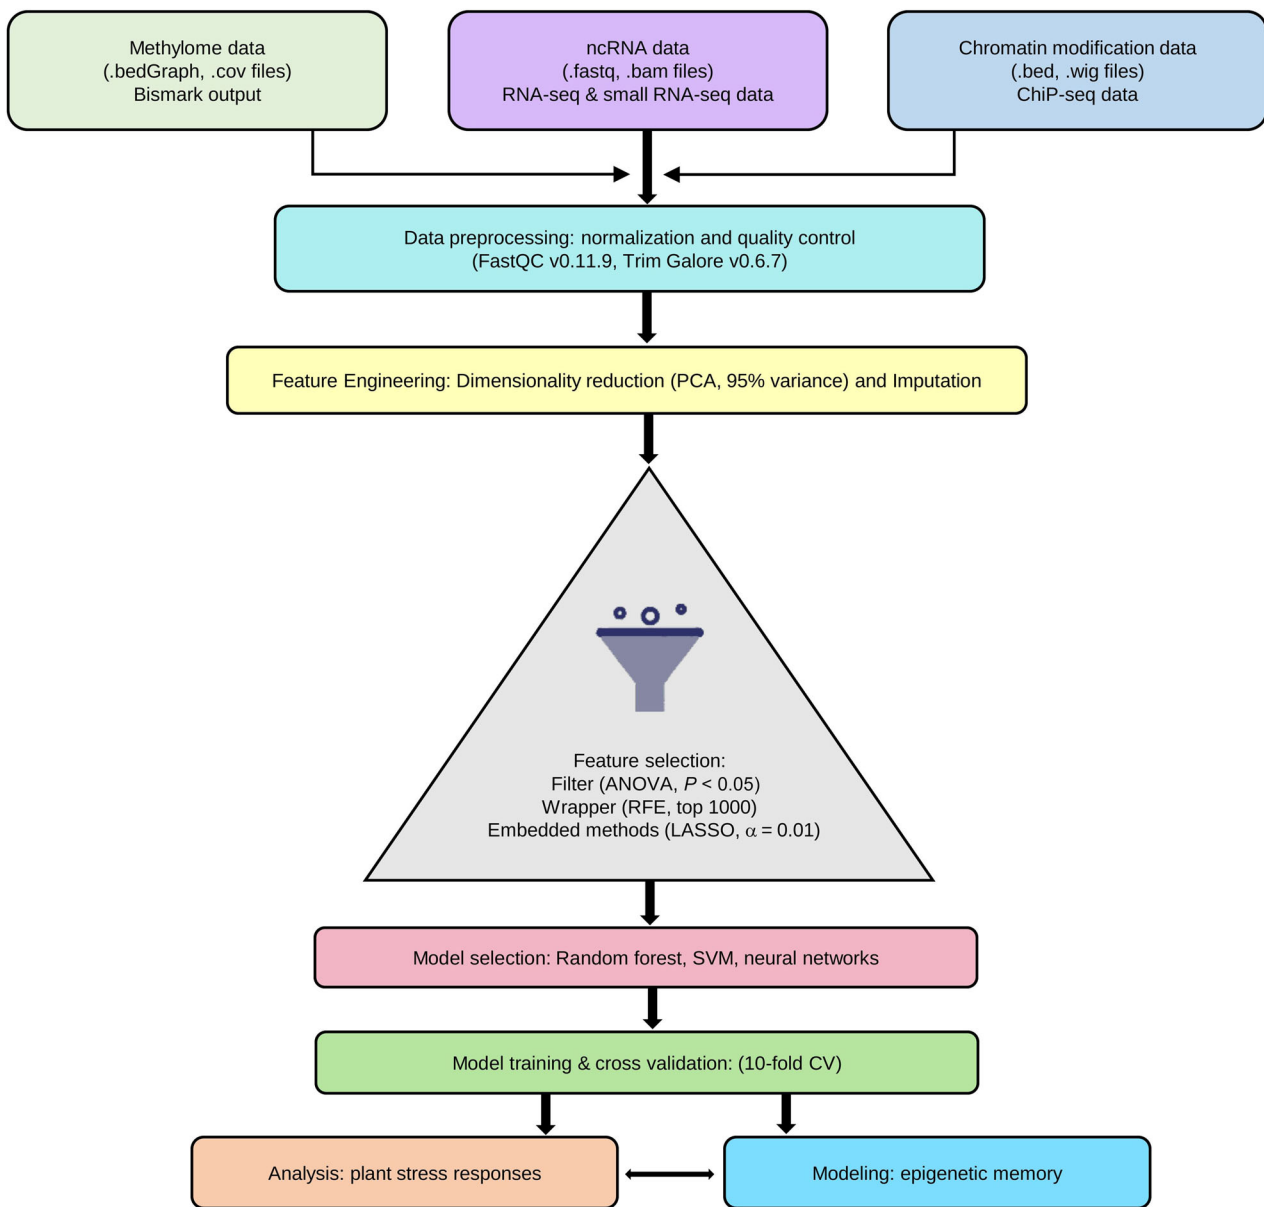 Methylome data
(.bedGraph, .cov files)
Bismark output
ncRNA data
(.fastq, .bam files)
RNA-seq & small RNA-seq data
Chromatin modification data
(.bed, .wig files)
ChiP-seq data
Data preprocessing: normalization and quality control
(FastQC v0.11.9, Trim Galore v0.6.7)
Feature Engineering: Dimensionality reduction (PCA, 95% variance) and Imputation
Feature selection:
Filter (ANOVA, P < 0.05)
Wrapper (RFE, top 1000)
Embedded methods (LASSO, α = 0.01)
Model selection: Random forest, SVM, neural networks
Model training & cross validation: (10-fold CV)
Analysis: plant stress responses
Modeling: epigenetic memory